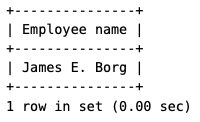 +---------------+
| Employee name |
+---------------+
| James E. Borg |
+---------------+
1 row in set (0.00 sec)